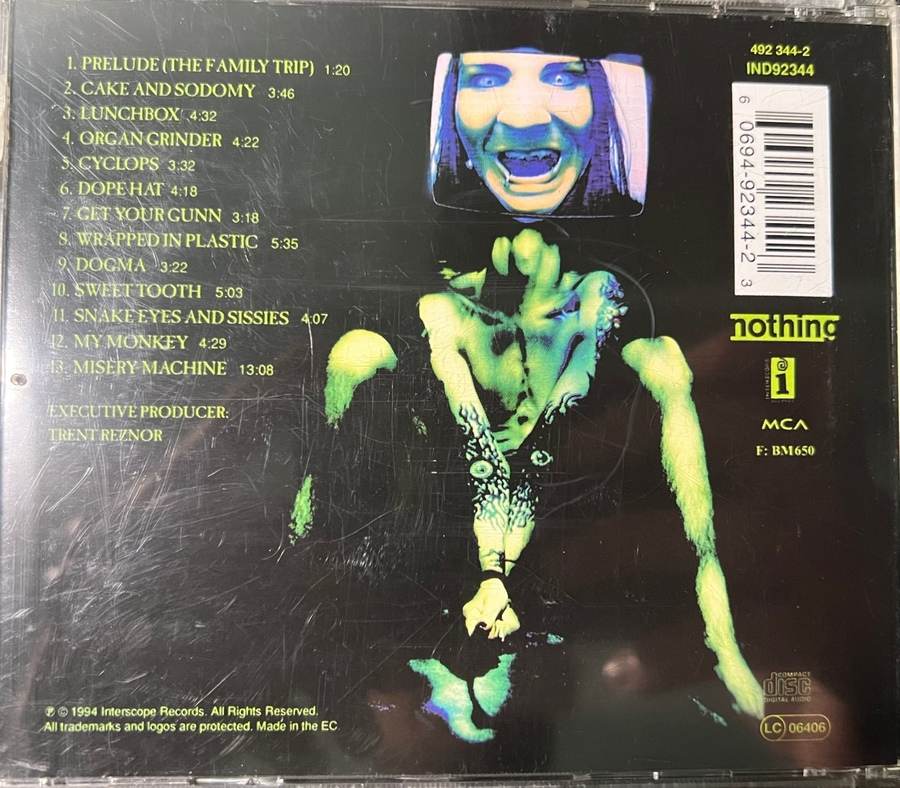 1. PRELUDE (THE FAMILY TRIP) 1:20
2. CAKE AND SODOMY 3:46
3. LUNCHBOX 4:32
4. ORGAN GRINDER 4:22
5. CYCLOPS 3:32
6. DOPE HAT 4:18
7. GET YOUR GUNN 3:18
8. WRAPPED IN PLASTIC 5:35
9. DOGMA 3:22
10. SWEET TOOTH 5:03
11. SNAKE EYES AND SISSIES 4:07
12. MY MONKEY 4:29
13. MISERY MACHINE 13:08
EXECUTIVE PRODUCER:
TRENT REZNOR
492 344-2
IND92344
6 0694-92344-2 3
nothing
i
INTERSCOPE RECORDS
MCA
F: BM650
COMPACT
disc
DIGITAL AUDIO
LC 06406
℗ © 1994 Interscope Records. All Rights Reserved.
All trademarks and logos are protected. Made in the EC